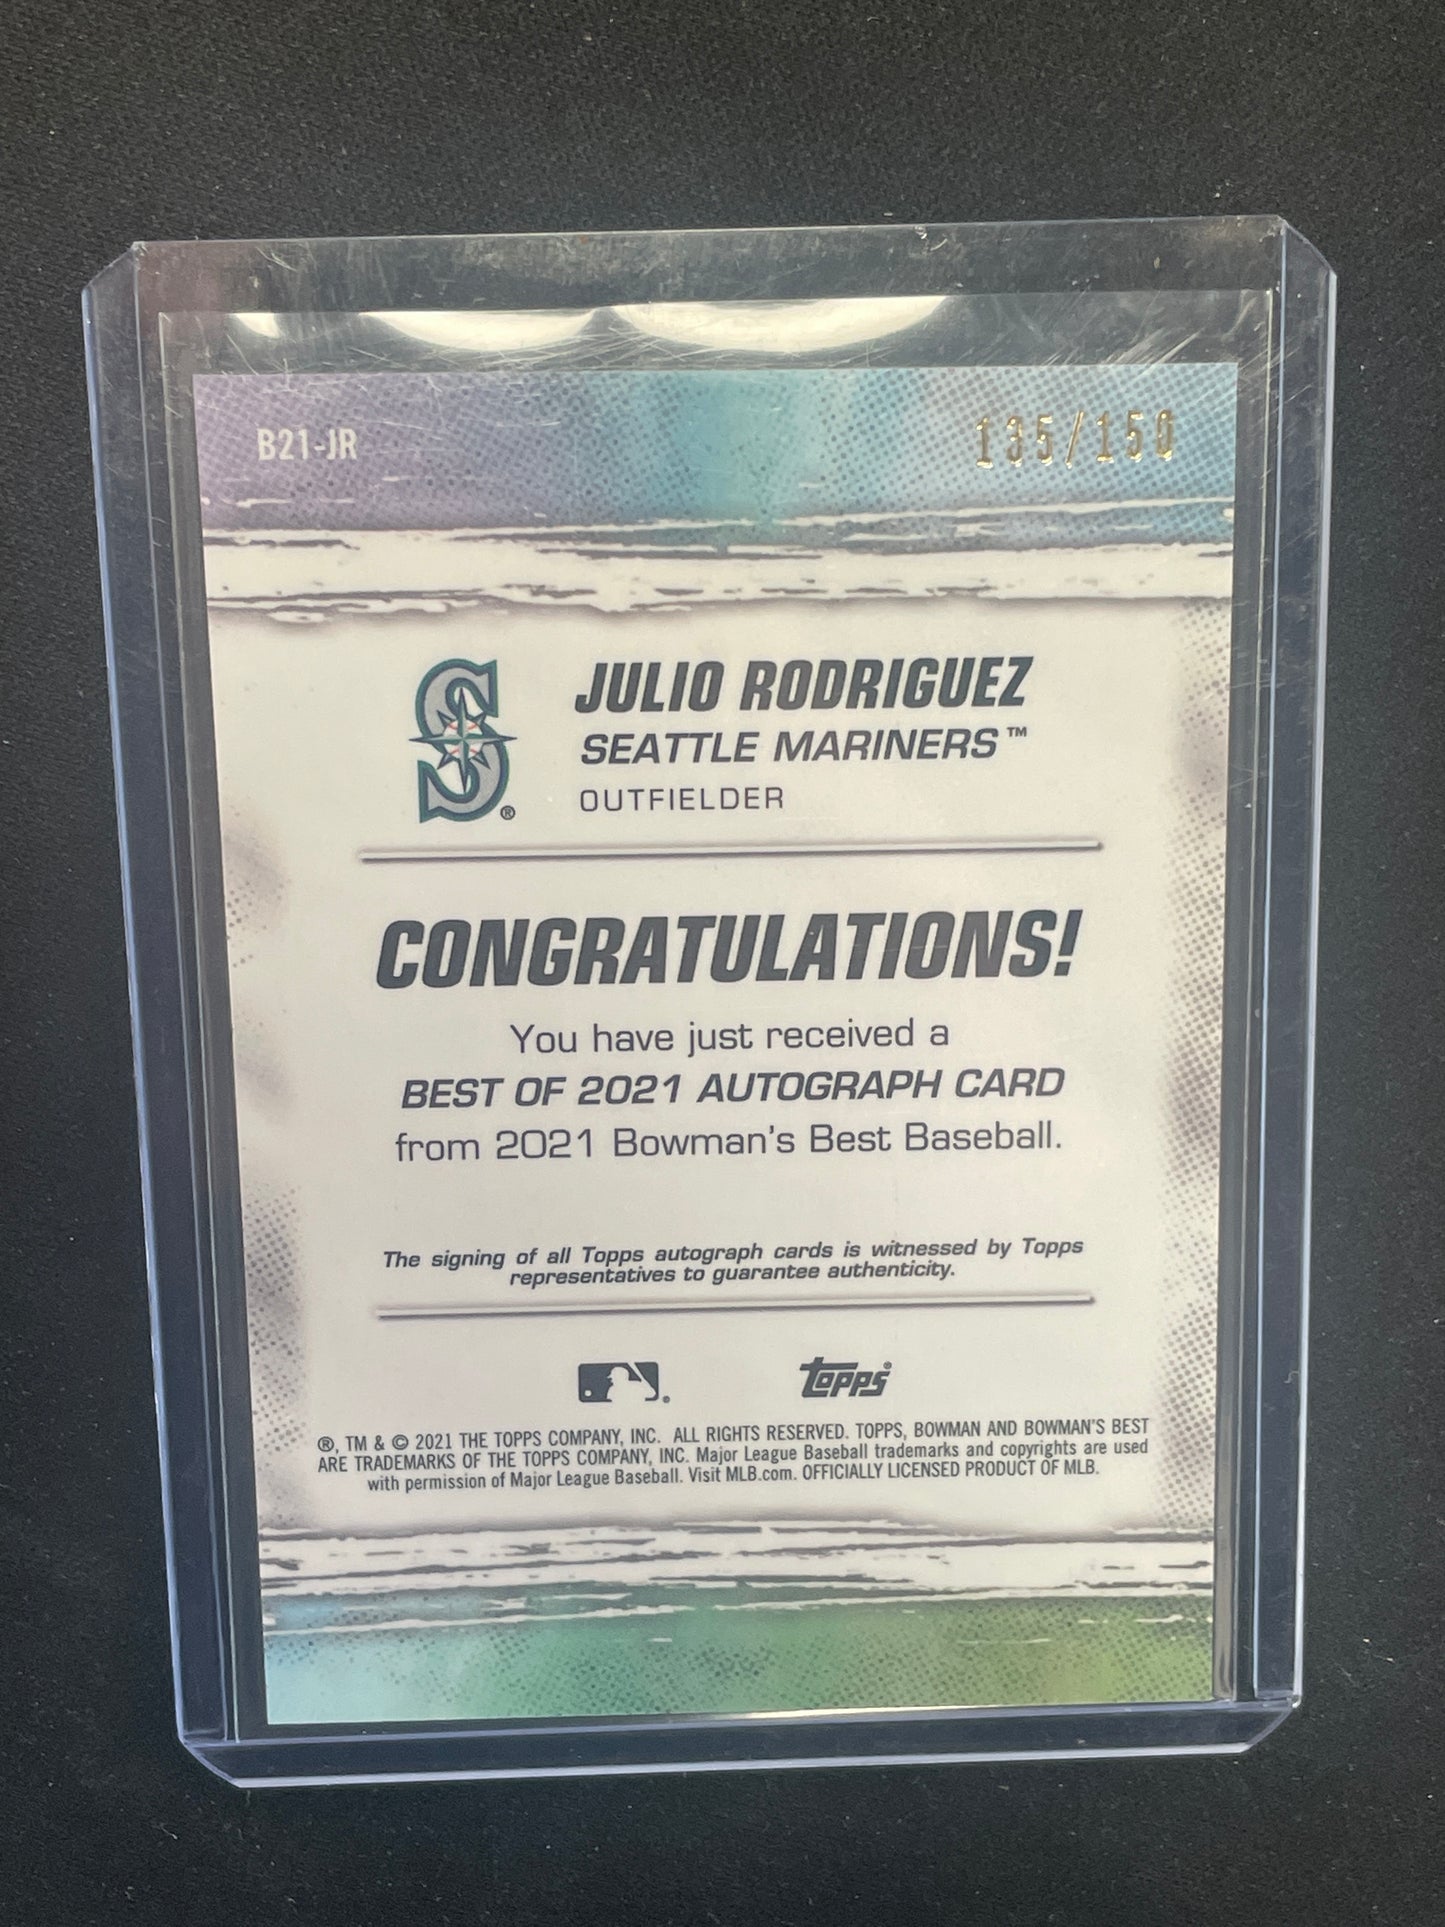 B21-JR 135/150
JULIO RODRIGUEZ
SEATTLE MARINERS™
OUTFIELDER
S ®
CONGRATULATIONS!
You have just received a
BEST OF 2021 AUTOGRAPH CARD
from 2021 Bowman's Best Baseball.
The signing of all Topps autograph cards is witnessed by Topps
representatives to guarantee authenticity.
® TOPPS®
®, TM & © 2021 THE TOPPS COMPANY, INC. ALL RIGHTS RESERVED. TOPPS, BOWMAN AND BOWMAN'S BEST
ARE TRADEMARKS OF THE TOPPS COMPANY, INC. Major League Baseball trademarks and copyrights are used
with permission of Major League Baseball. Visit MLB.com. OFFICIALLY LICENSED PRODUCT OF MLB.